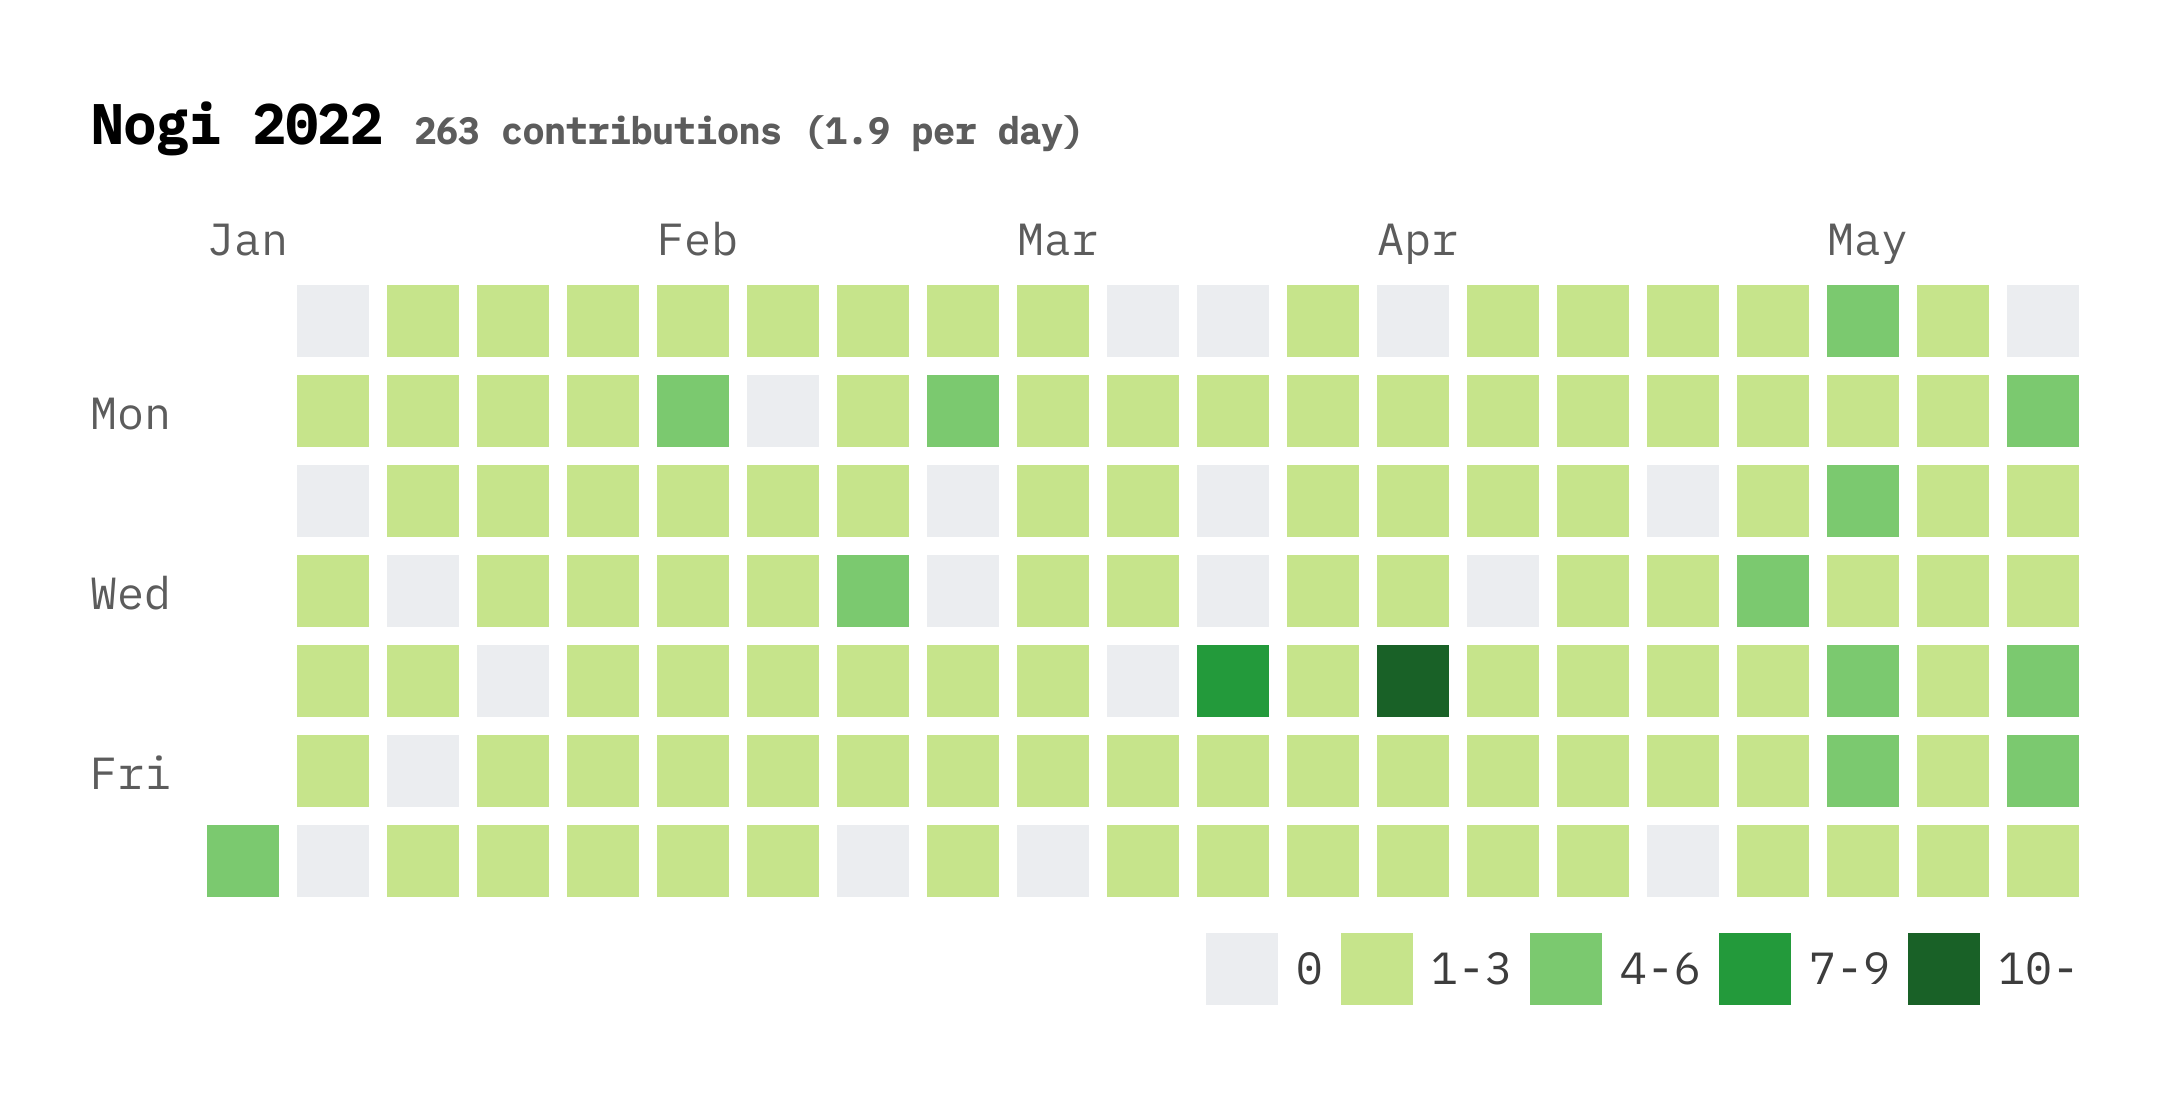 Nogi 2022 263 contributions (1.9 per day)
Jan Feb Mar Apr May
Mon
Wed
Fri
0 1-3 4-6 7-9 10-